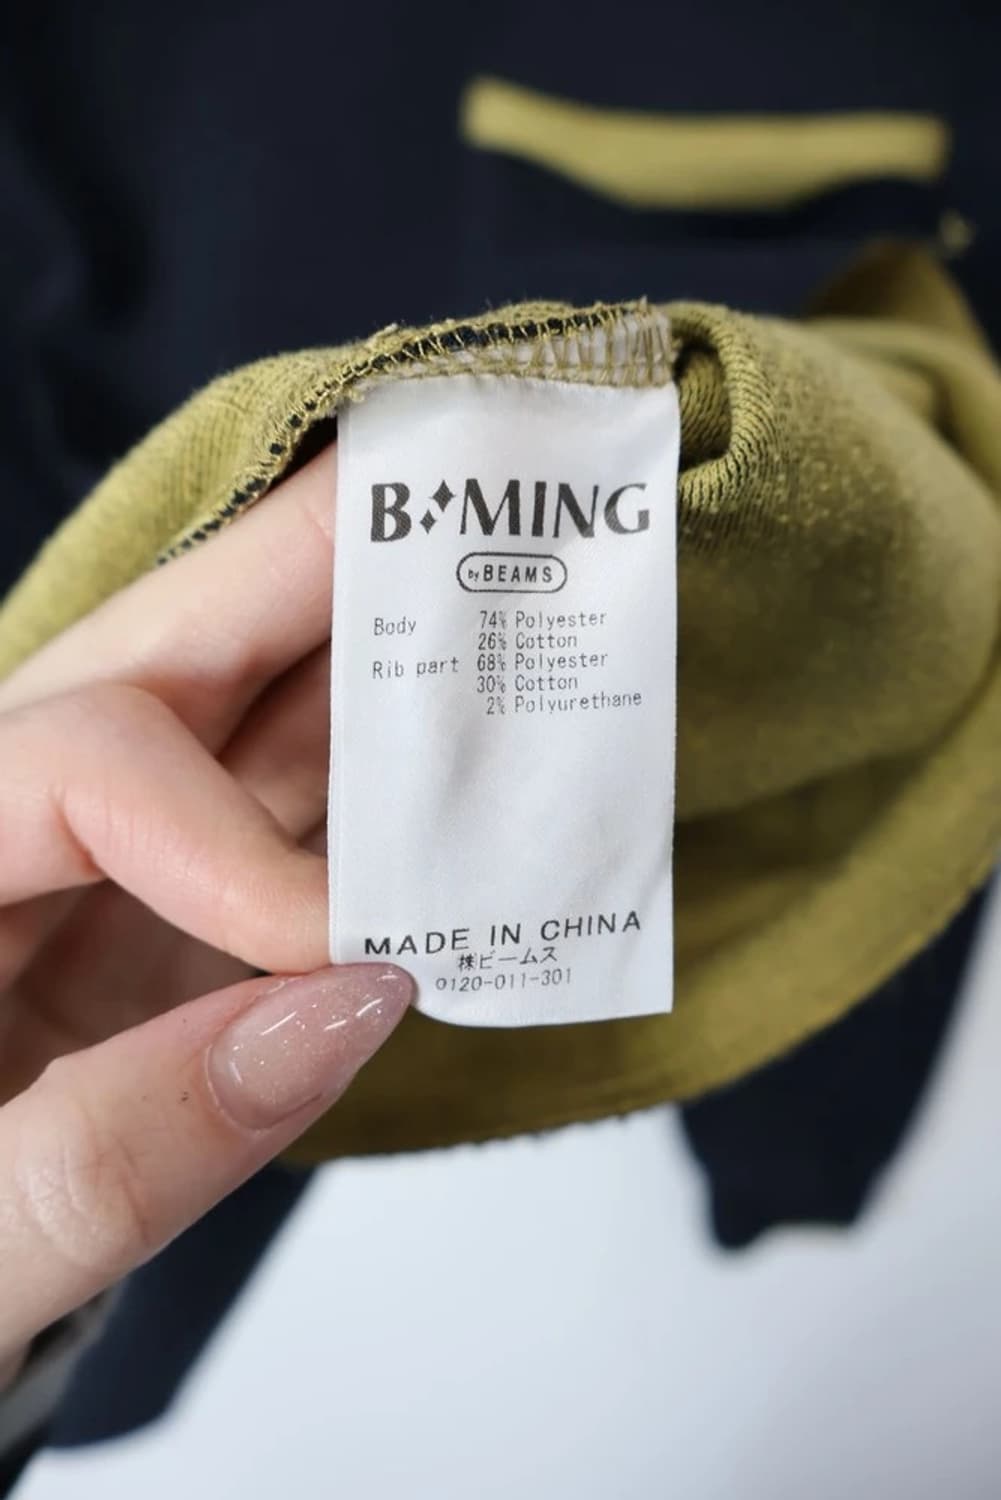 B:MING
by BEAMS
Body 74% Polyester
26% Cotton
Rib part 68% Polyester
30% Cotton
2% Polyurethane
MADE IN CHINA
㈱ビームス
0120-011-301